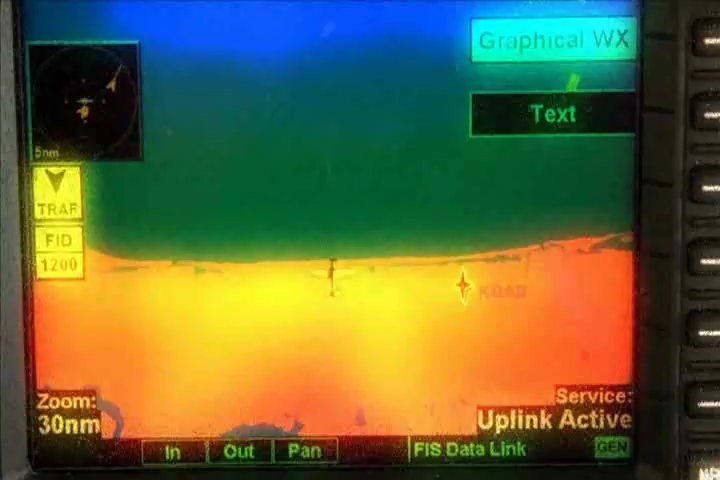 Graphical WX
Text
5nm
TRAF
FID
1200
Zoom:
30nm
Service:
Uplink Active
In
Out
Pan
FIS Data Link
GEN